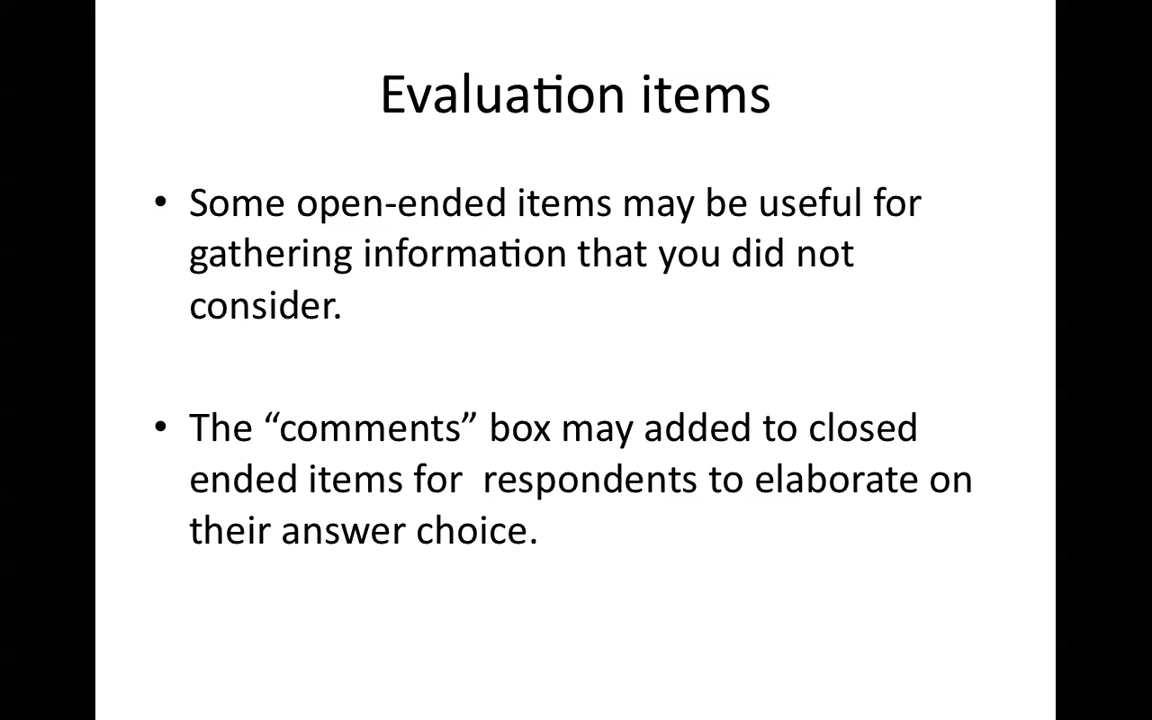 Evaluation items
• Some open-ended items may be useful for
gathering information that you did not
consider.
• The “comments” box may added to closed
ended items for  respondents to elaborate on
their answer choice.